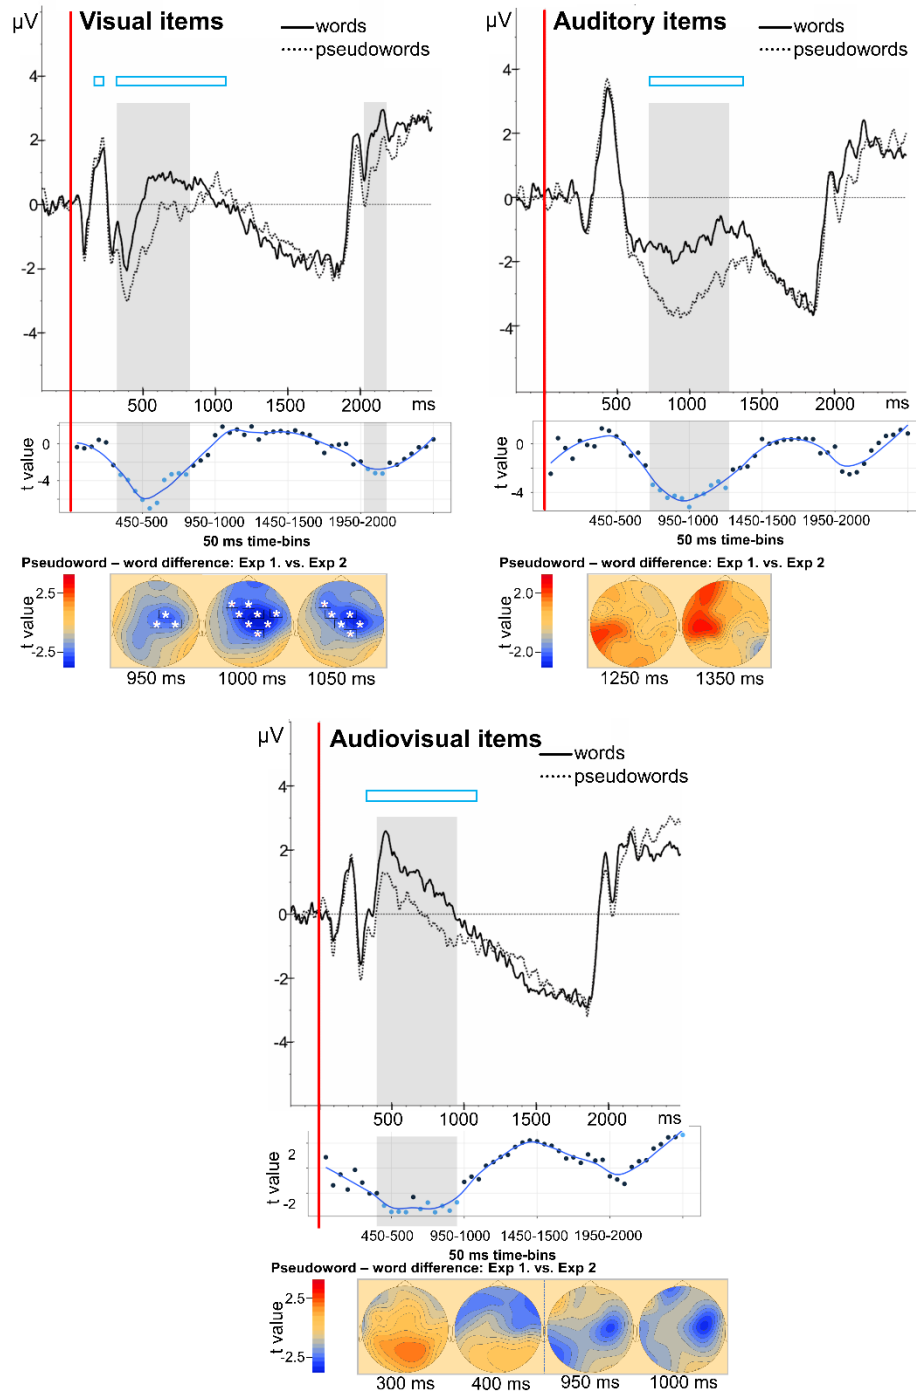 µV
Visual items
words
pseudowords
4
2
0
-2
-4
500
1000
1500
2000
ms
t value
0
-4
450-500
950-1000
1450-1500
1950-2000
50 ms time-bins
Pseudoword – word difference: Exp 1. vs. Exp 2
t value
2.5
-2.5
* * * * * * * * * * * * * * *
950 ms
1000 ms
1050 ms
µV
Auditory items
words
pseudowords
4
2
0
-2
-4
500
1000
1500
2000
ms
t value
0
-4
450-500
950-1000
1450-1500
1950-2000
50 ms time-bins
Pseudoword – word difference: Exp 1. vs. Exp 2
t value
2.0
-2.0
1250 ms
1350 ms
µV
Audiovisual items
words
pseudowords
4
2
0
-2
-4
500
1000
1500
2000
ms
t value
2
-2
450-500
950-1000
1450-1500
1950-2000
50 ms time-bins
Pseudoword – word difference: Exp 1. vs. Exp 2
t value
2.5
-2.5
300 ms
400 ms
950 ms
1000 ms